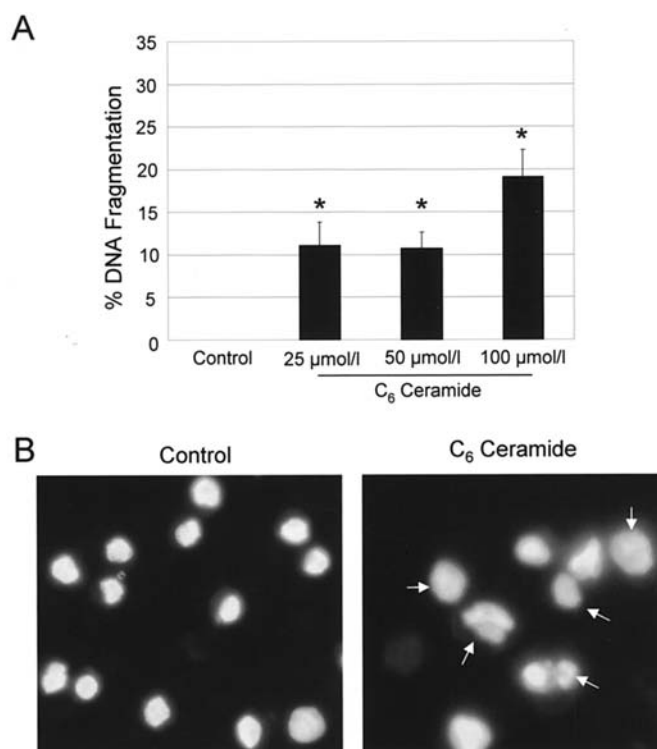 A
35
30
25
20
15
10
5
0
% DNA Fragmentation
*
*
*
Control 25 µmol/l 50 µmol/l 100 µmol/l
C₆ Ceramide
B
Control
C₆ Ceramide